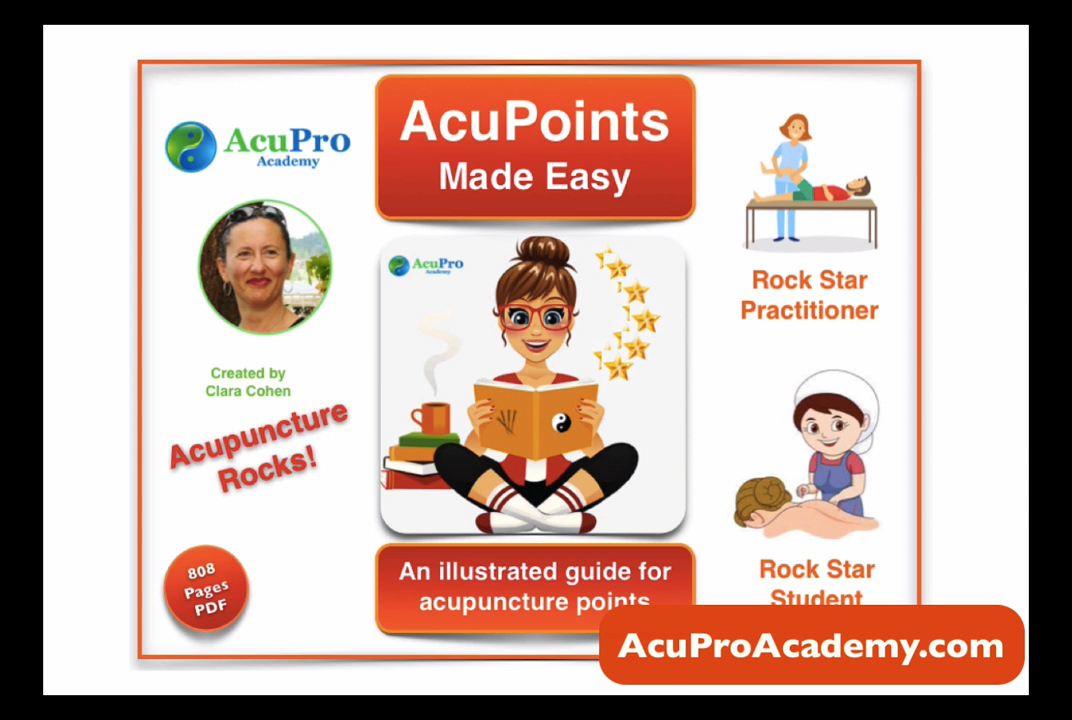 AcuPro
Academy
Created by
Clara Cohen
Acupuncture
Rocks!
808
Pages
PDF
AcuPoints
Made Easy
AcuPro
Academy
An illustrated guide for
acupuncture points
Rock Star
Practitioner
Rock Star
Student
AcuProAcademy.com